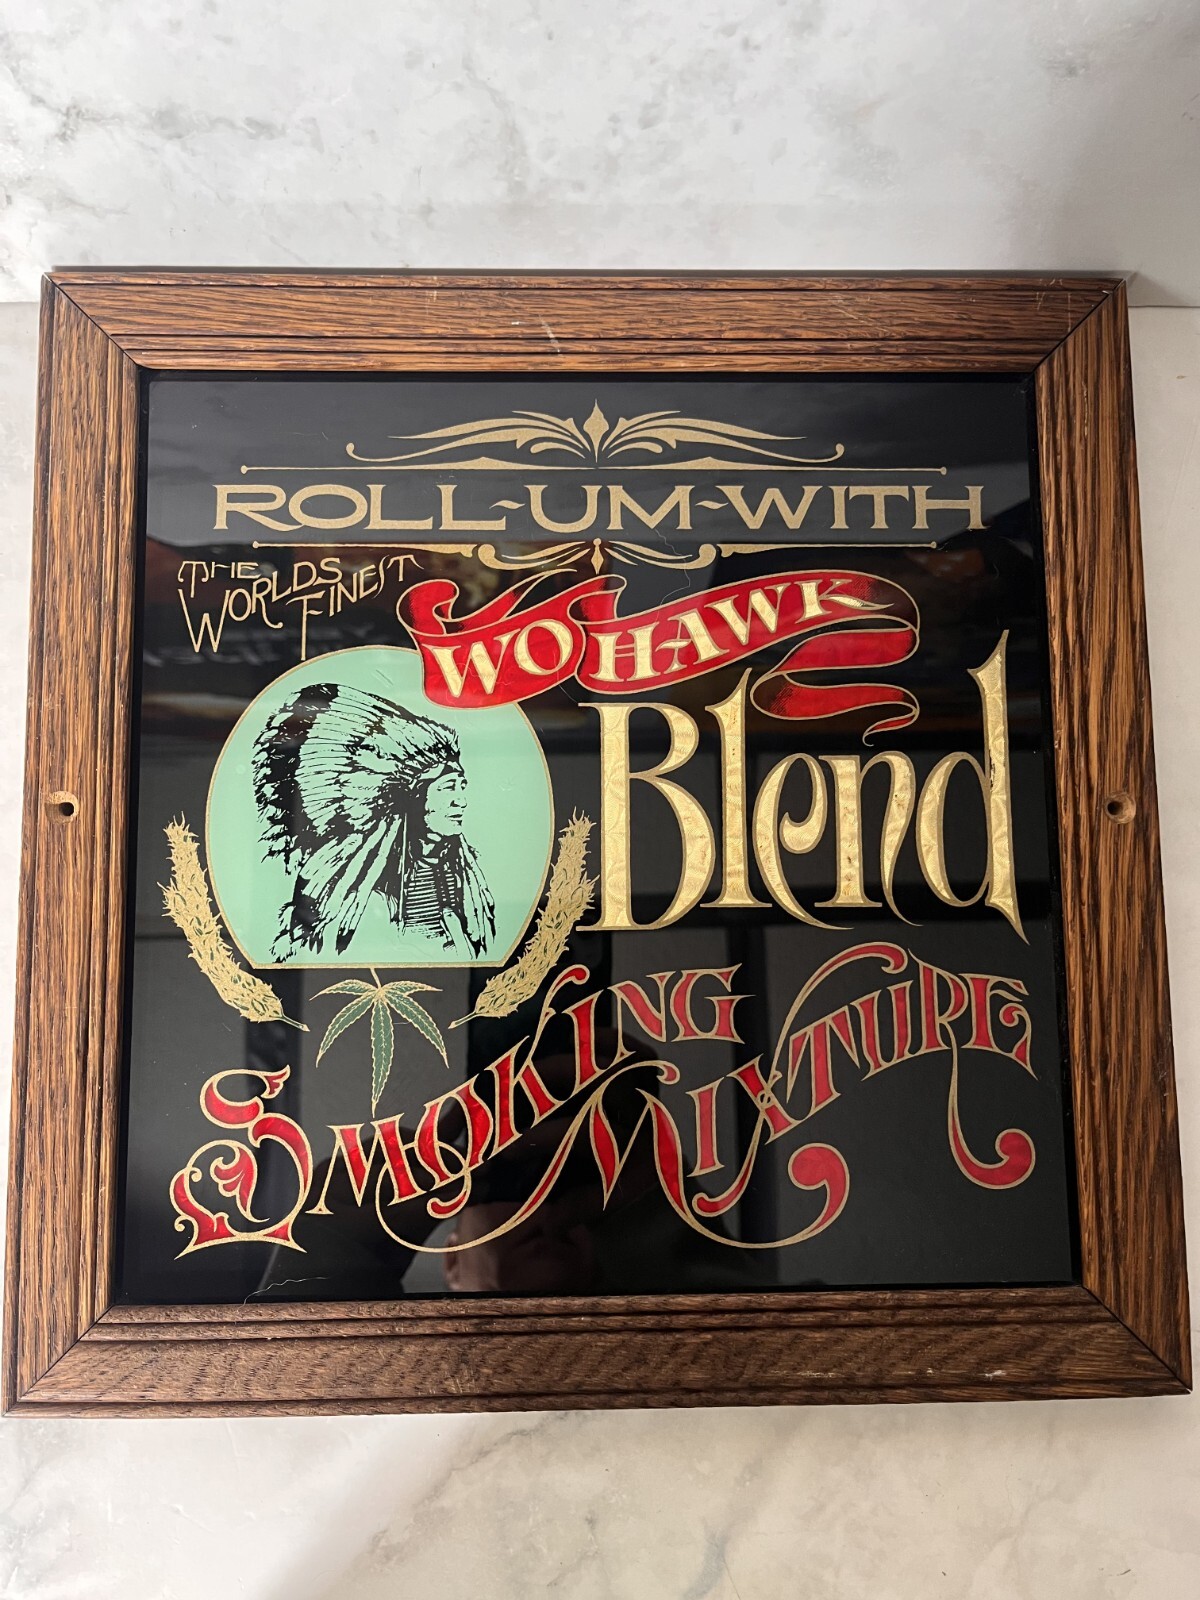 ROLL-UM-WITH
THE
WORLDS
FINEST
WOHAWK
Blend
SMOKING
MIXTURE